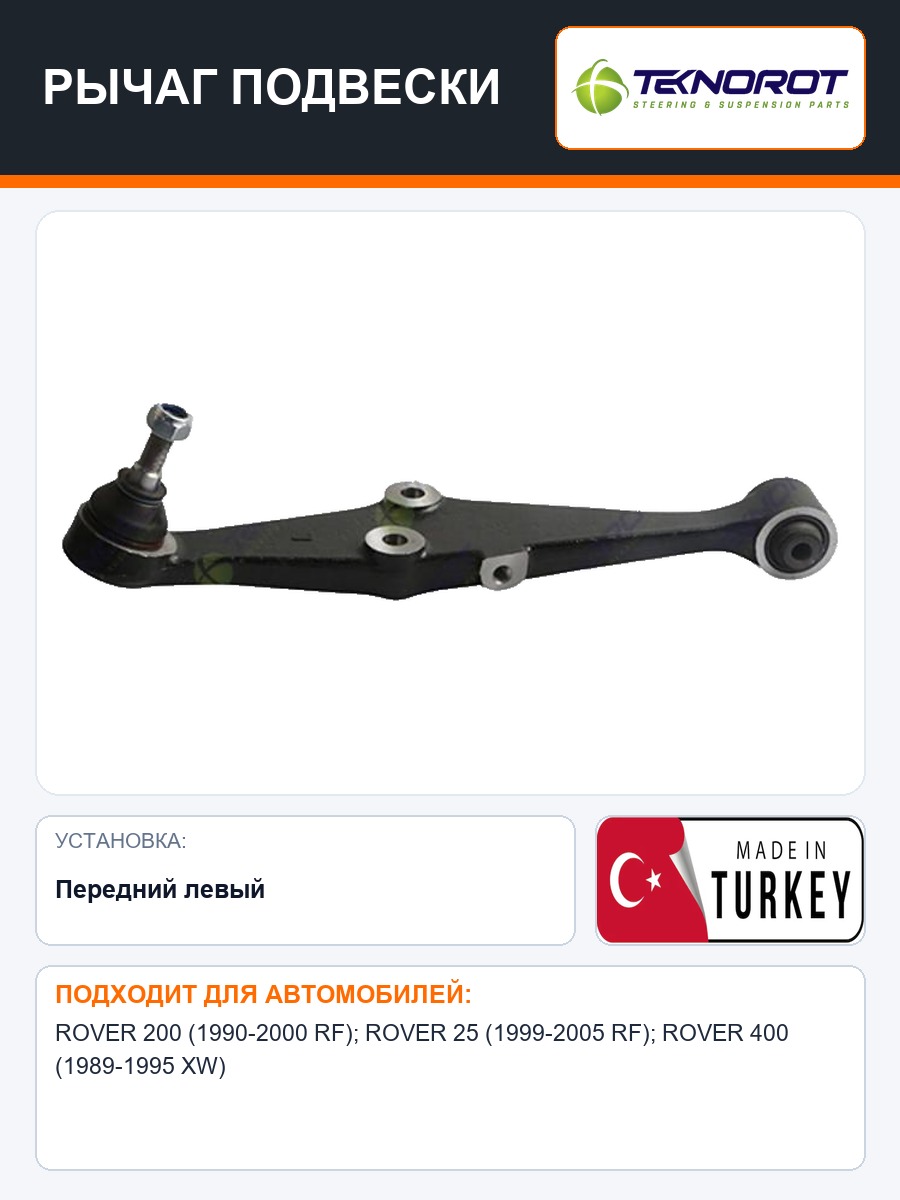 РЫЧАГ ПОДВЕСКИ
TEKNOROT
STEERING & SUSPENSION PARTS
УСТАНОВКА:
Передний левый
MADE IN
TURKEY
ПОДХОДИТ ДЛЯ АВТОМОБИЛЕЙ:
ROVER 200 (1990-2000 RF); ROVER 25 (1999-2005 RF); ROVER 400
(1989-1995 XW)